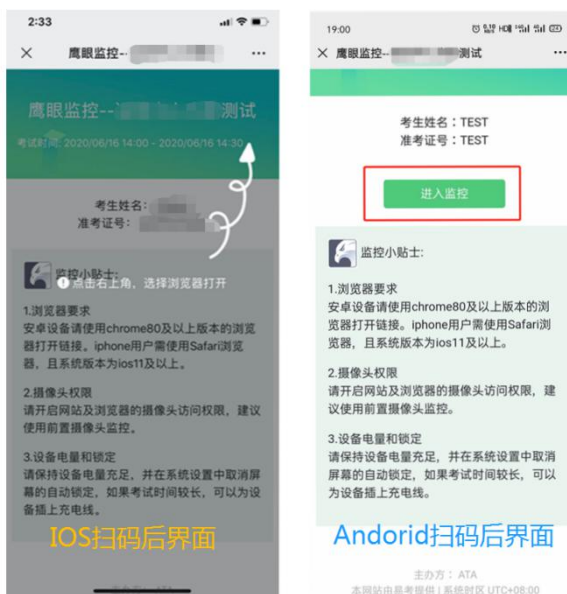 2:33
鹰眼监控--
鹰眼监控--测试
考试时间: 2020/06/16 14:00 - 2020/06/16 14:30
考生姓名:
准考证号:
监控小贴士:
点击右上角，选择浏览器打开
1.浏览器要求
安卓设备请使用chrome80及以上版本的浏览
器打开链接。iphone用户需使用Safari浏览
器，且系统版本为ios11及以上。
2.摄像头权限
请开启网站及浏览器的摄像头访问权限，建议
使用前置摄像头监控。
3.设备电量和锁定
请保持设备电量充足，并在系统设置中取消屏
幕的自动锁定，如果考试时间较长，可以为设
备插上充电线。
IOS扫码后界面
19:00
鹰眼监控--测试
考生姓名：TEST
准考证号：TEST
进入监控
监控小贴士:
1.浏览器要求
安卓设备请使用chrome80及以上版本的浏
览器打开链接。iphone用户需使用Safari浏
览器，且系统版本为ios11及以上。
2.摄像头权限
请开启网站及浏览器的摄像头访问权限，建
议使用前置摄像头监控。
3.设备电量和锁定
请保持设备电量充足，并在系统设置中取消
屏幕的自动锁定，如果考试时间较长，可以
为设备插上充电线。
Andorid扫码后界面
主办方： ATA
本网站由易考提供 | 系统时区 UTC+08:00